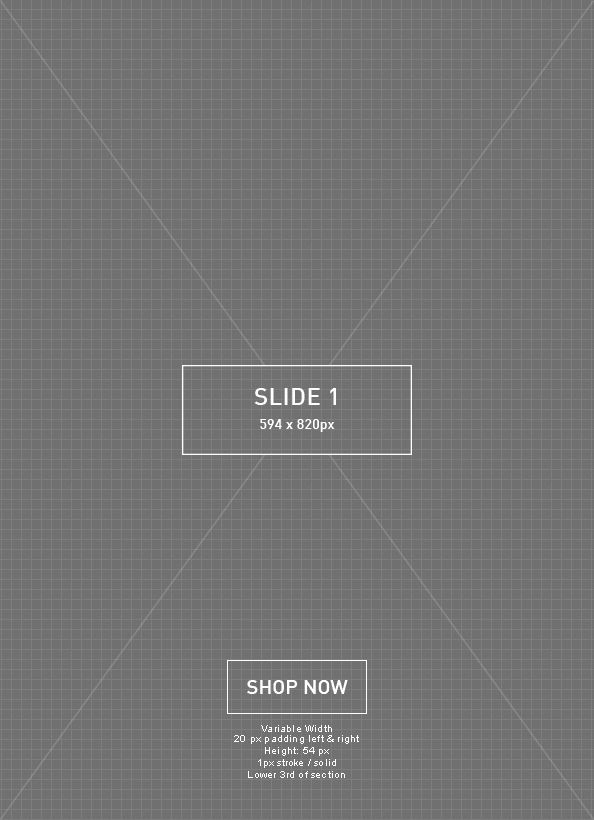 SLIDE 1
594 x 820px
SHOP NOW
Variable Width
20 px padding left & right
Height: 54 px
1px stroke / solid
Lower 3rd of section